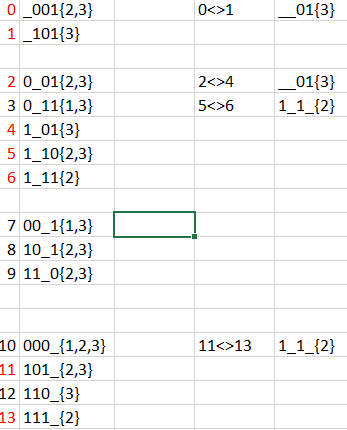 0 _001{2,3} 0<>1 __01{3}
1 _101{3}
2 0_01{2,3} 2<>4 __01{3}
3 0_11{1,3} 5<>6 1_1_{2}
4 1_01{3}
5 1_10{2,3}
6 1_11{2}
7 00_1{1,3}
8 10_1{2,3}
9 11_0{2,3}
10 000_{1,2,3} 11<>13 1_1_{2}
11 101_{2,3}
12 110_{3}
13 111_{2}